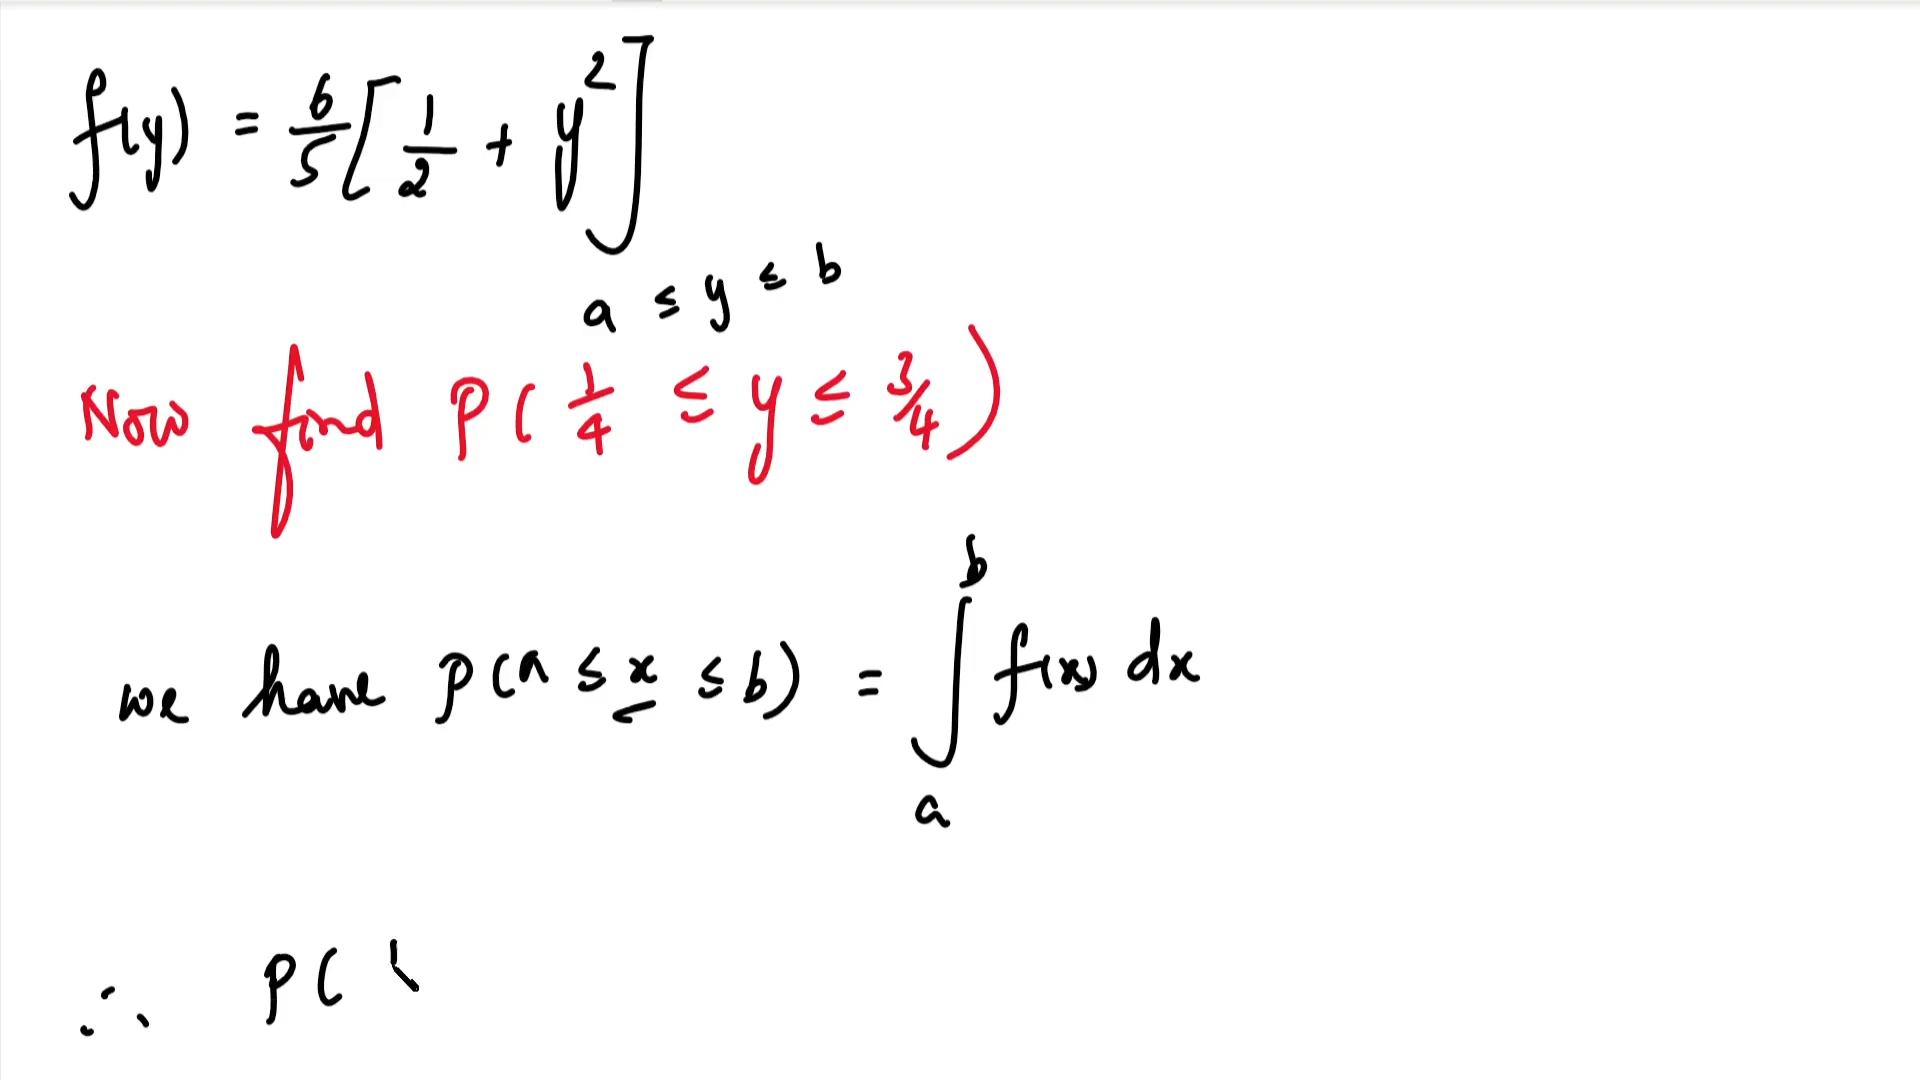 f(y) = 6/5 [1/2 + y²]
a ≤ y ≤ b
Now find P( 1/4 ≤ y ≤ 3/4 )
we have P(a ≤ x ≤ b) = ∫_a^b f(x) dx
∴ P(